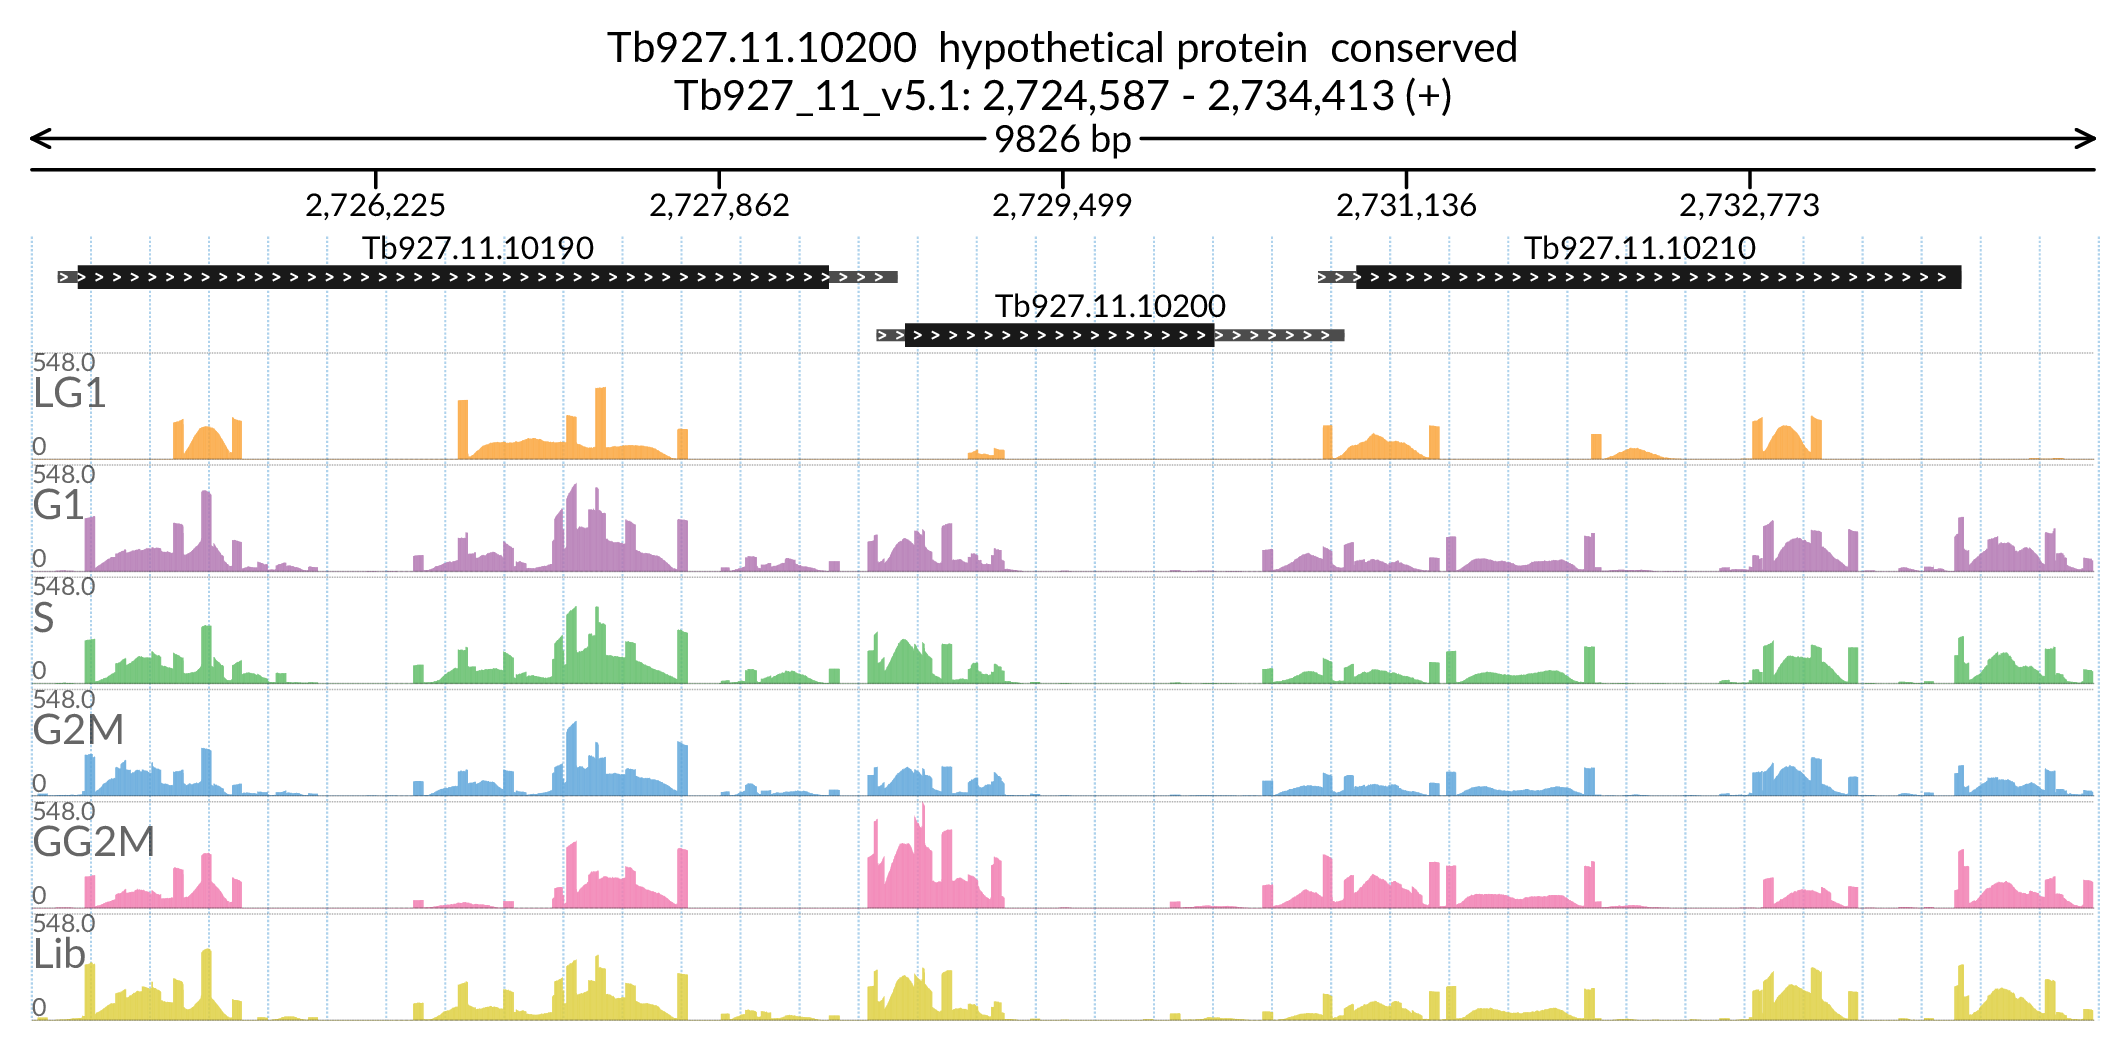 Tb927.11.10200  hypothetical protein  conserved
Tb927_11_v5.1: 2,724,587 - 2,734,413 (+)
9826 bp
2,726,225 2,727,862 2,729,499 2,731,136 2,732,773
Tb927.11.10190 Tb927.11.10210
Tb927.11.10200
548.0
LG1
0
548.0
G1
0
548.0
S
0
548.0
G2M
0
548.0
GG2M
0
548.0
Lib
0